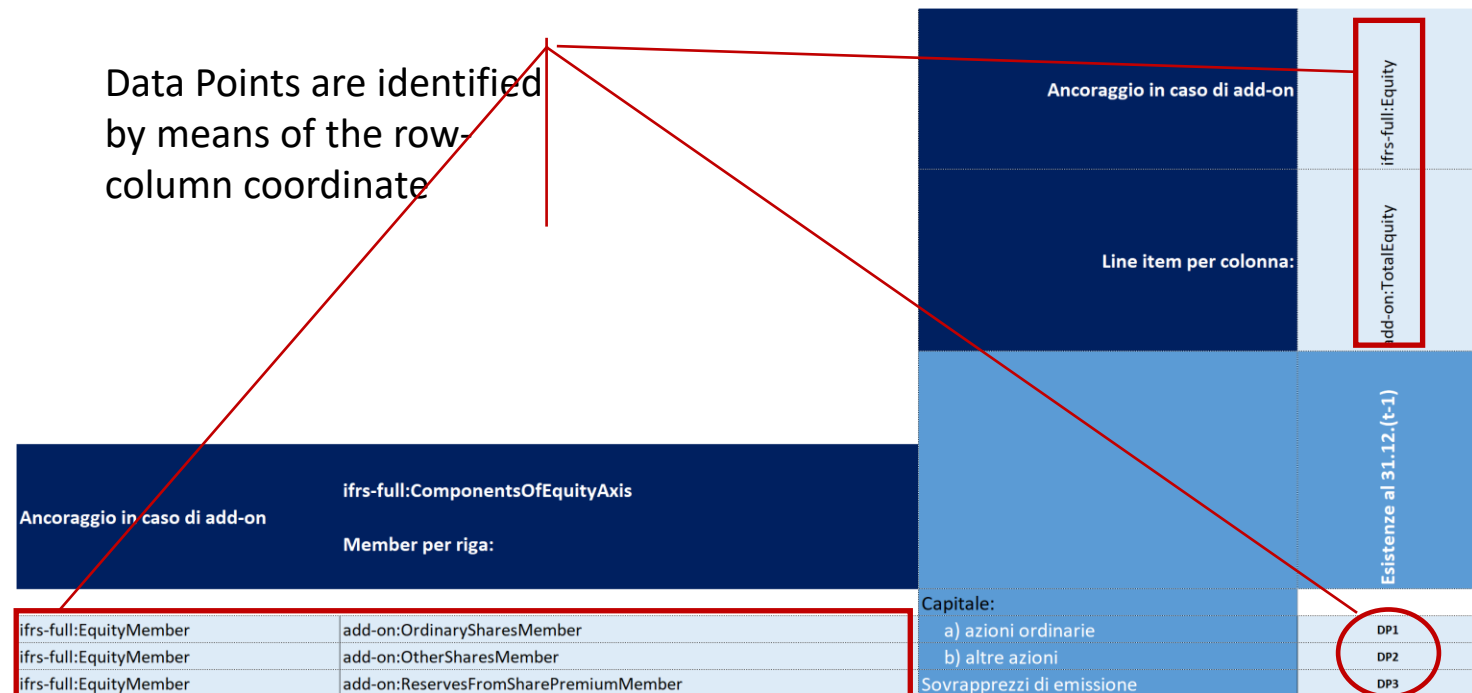 Data Points are identified
by means of the row-
column coordinate
Ancoraggio in caso di add-on
ifrs-full:Equity
Line item per colonna:
add-on:TotalEquity
Esistenze al 31.12.(t-1)
Ancoraggio in caso di add-on
ifrs-full:ComponentsOfEquityAxis
Member per riga:
Capitale:
ifrs-full:EquityMember add-on:OrdinarySharesMember a) azioni ordinarie DP1
ifrs-full:EquityMember add-on:OtherSharesMember b) altre azioni DP2
ifrs-full:EquityMember add-on:ReservesFromSharePremiumMember Sovrapprezzi di emissione DP3